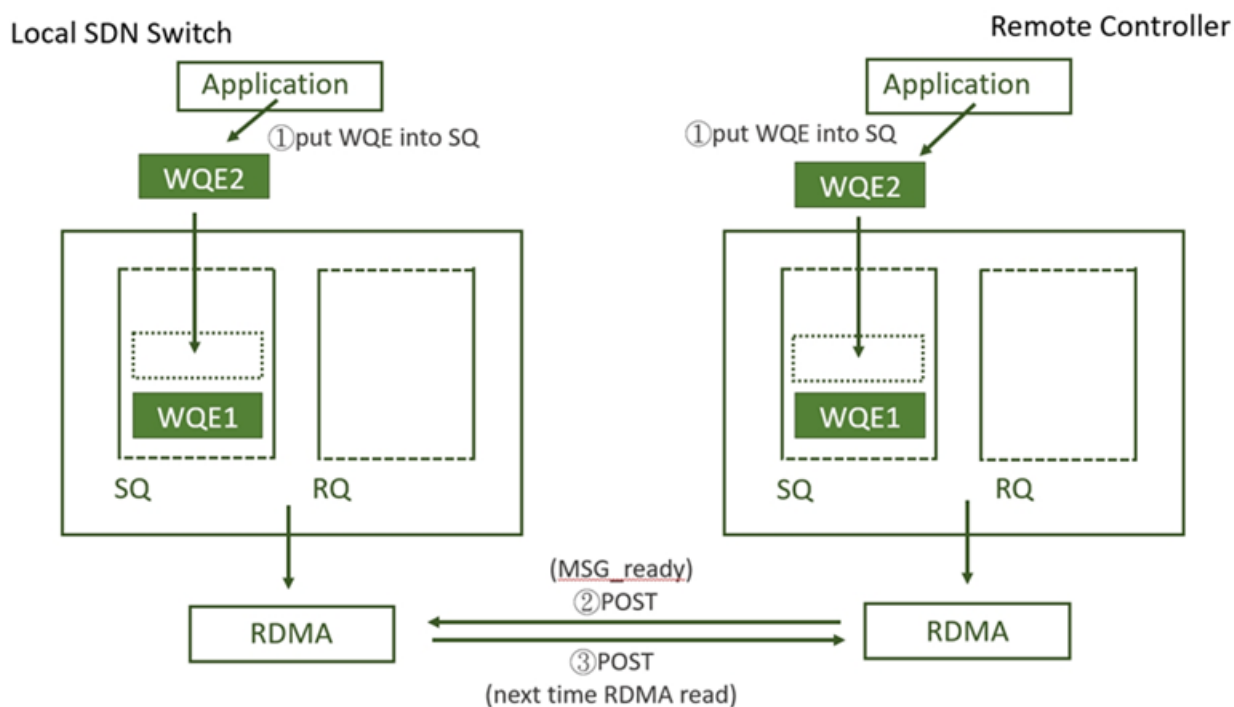 Local SDN Switch
Remote Controller
Application
Application
①put WQE into SQ
①put WQE into SQ
WQE2
WQE2
WQE1
WQE1
SQ
RQ
SQ
RQ
(MSG_ready)
②POST
RDMA
RDMA
③POST
(next time RDMA read)